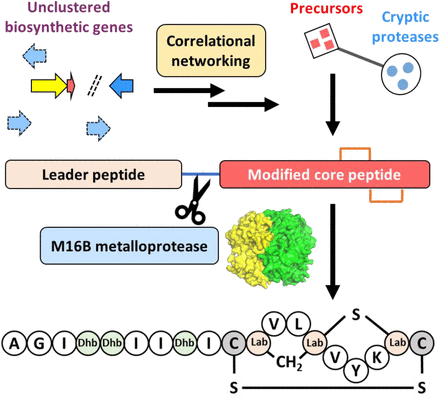 Unclustered
biosynthetic genes
Correlational
networking
Precursors
Cryptic
proteases
Leader peptide
Modified core peptide
M16B metalloprotease
A G I Dhb Dhb I I Dhb I C Lab V L Lab V Y K Lab C
CH2
S
S S